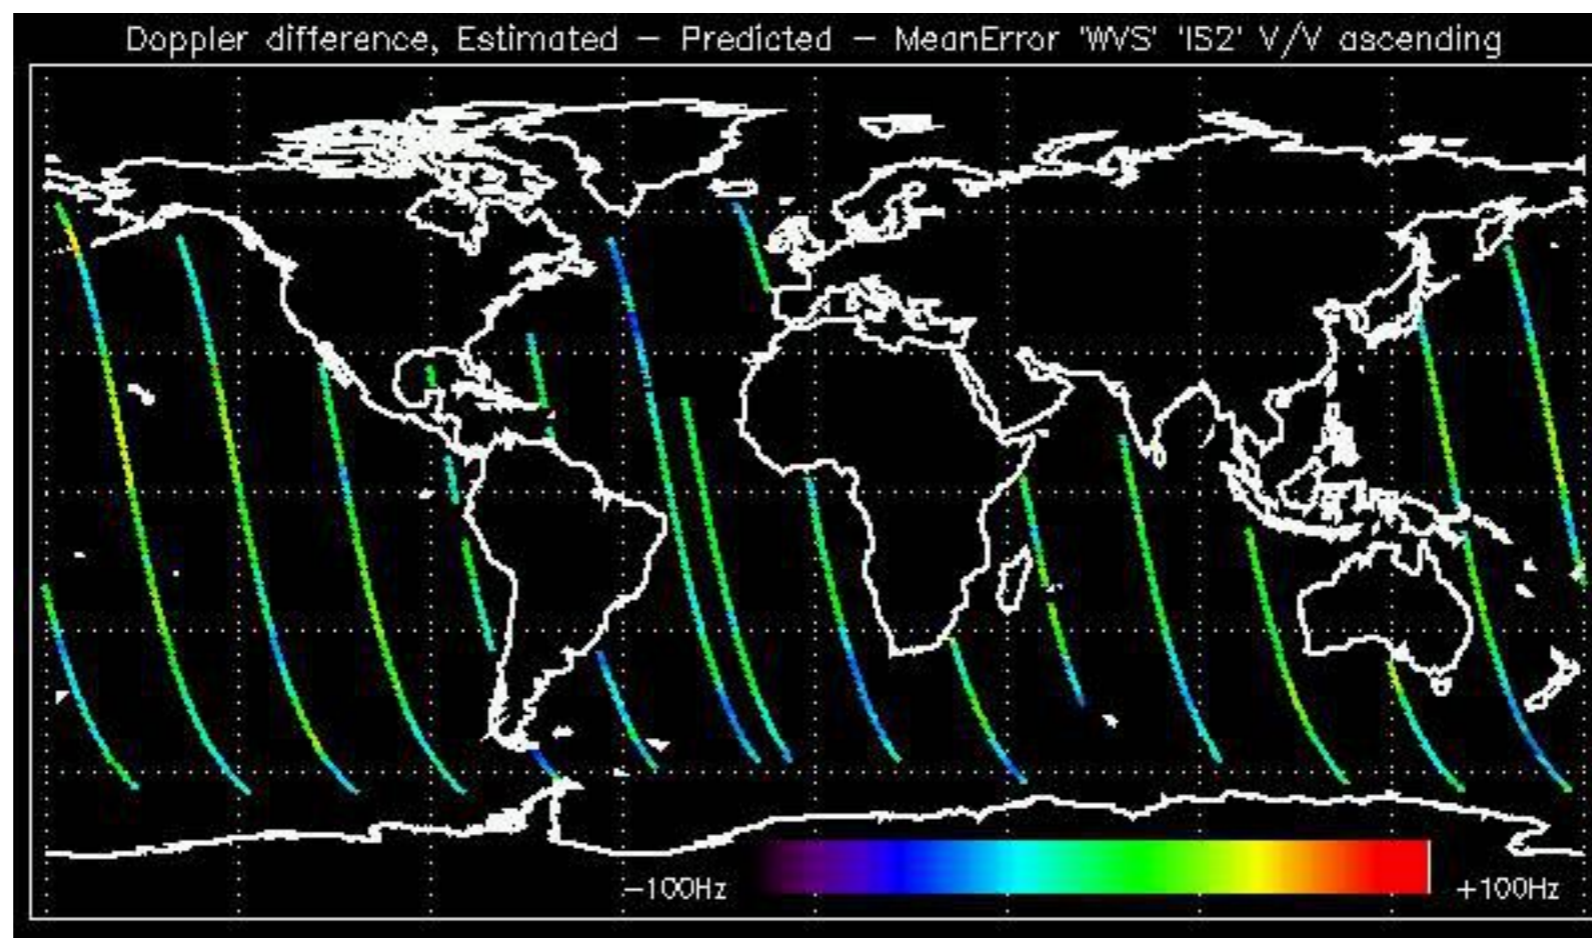 Doppler difference, Estimated – Predicted – MeanError 'WVS' 'IS2' V/V ascending
–100Hz
+100Hz